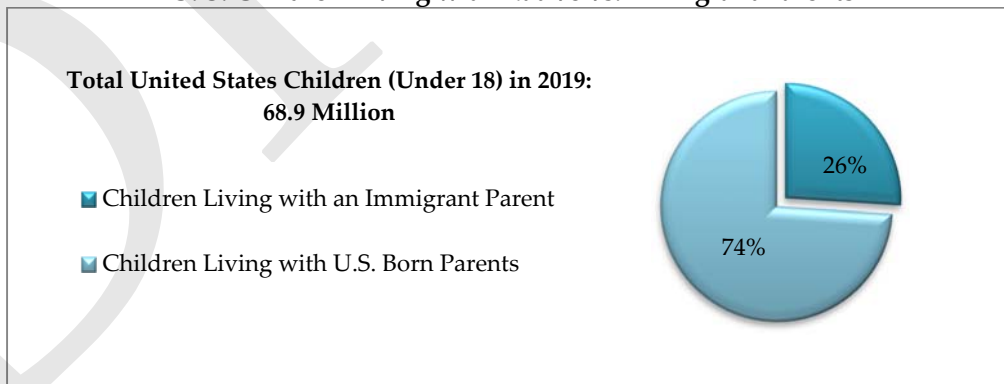 Total United States Children (Under 18) in 2019:
68.9 Million
Children Living with an Immigrant Parent
Children Living with U.S. Born Parents
26%
74%